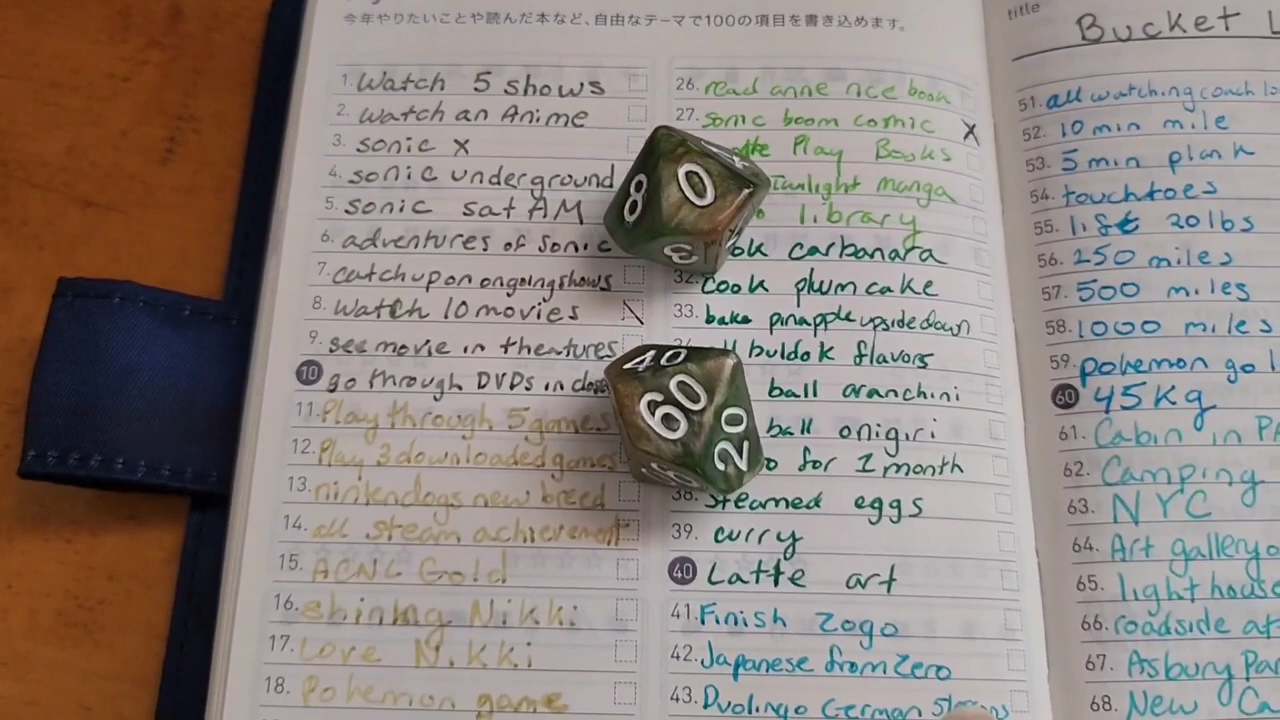 今年やりたいことや読んだ本など、自由なテーマで100の項目を書き込めます。
1. Watch 5 shows
2. watch an Anime
3. sonic x
4. sonic underground
5. sonic sat AM
6. adventures of sonic
7. catch up on ongoing shows
8. Watch 10 movies
9. see movie in theatures
10 go through DVDs in
11. Play through 5 games
12. Play 3 downloaded games
13. nintendogs new breed
14. all steam achievement
15. ACNL Gold
16. shining Nikki
17. Love Nikki
18. Pokemon game
26. read anne rice book
27. sonic boom comic
Play Books
Twilight manga
library
carbanara
32. cook plum cake
33. bake pinapple upside down
buldok flavors
ball aranchini
ball onigiri
for 1 month
38. steamed eggs
39. curry
40 Latte art
41. Finish Zogo
42. Japanese from Zero
43. Duolingo German
8 0 3
40 60 20
title
Bucket L
51. all watching couch
52. 10 min mile
53. 5 min plank
54. touch toes
55. lift 20 lbs
56. 250 miles
57. 500 miles
58. 1000 miles
59. pokemon go
60 45 Kg
61. Cabin in
62. Camping
63. NYC
64. Art gallery
65. light house
66. roadside
67. Asbury
68. New